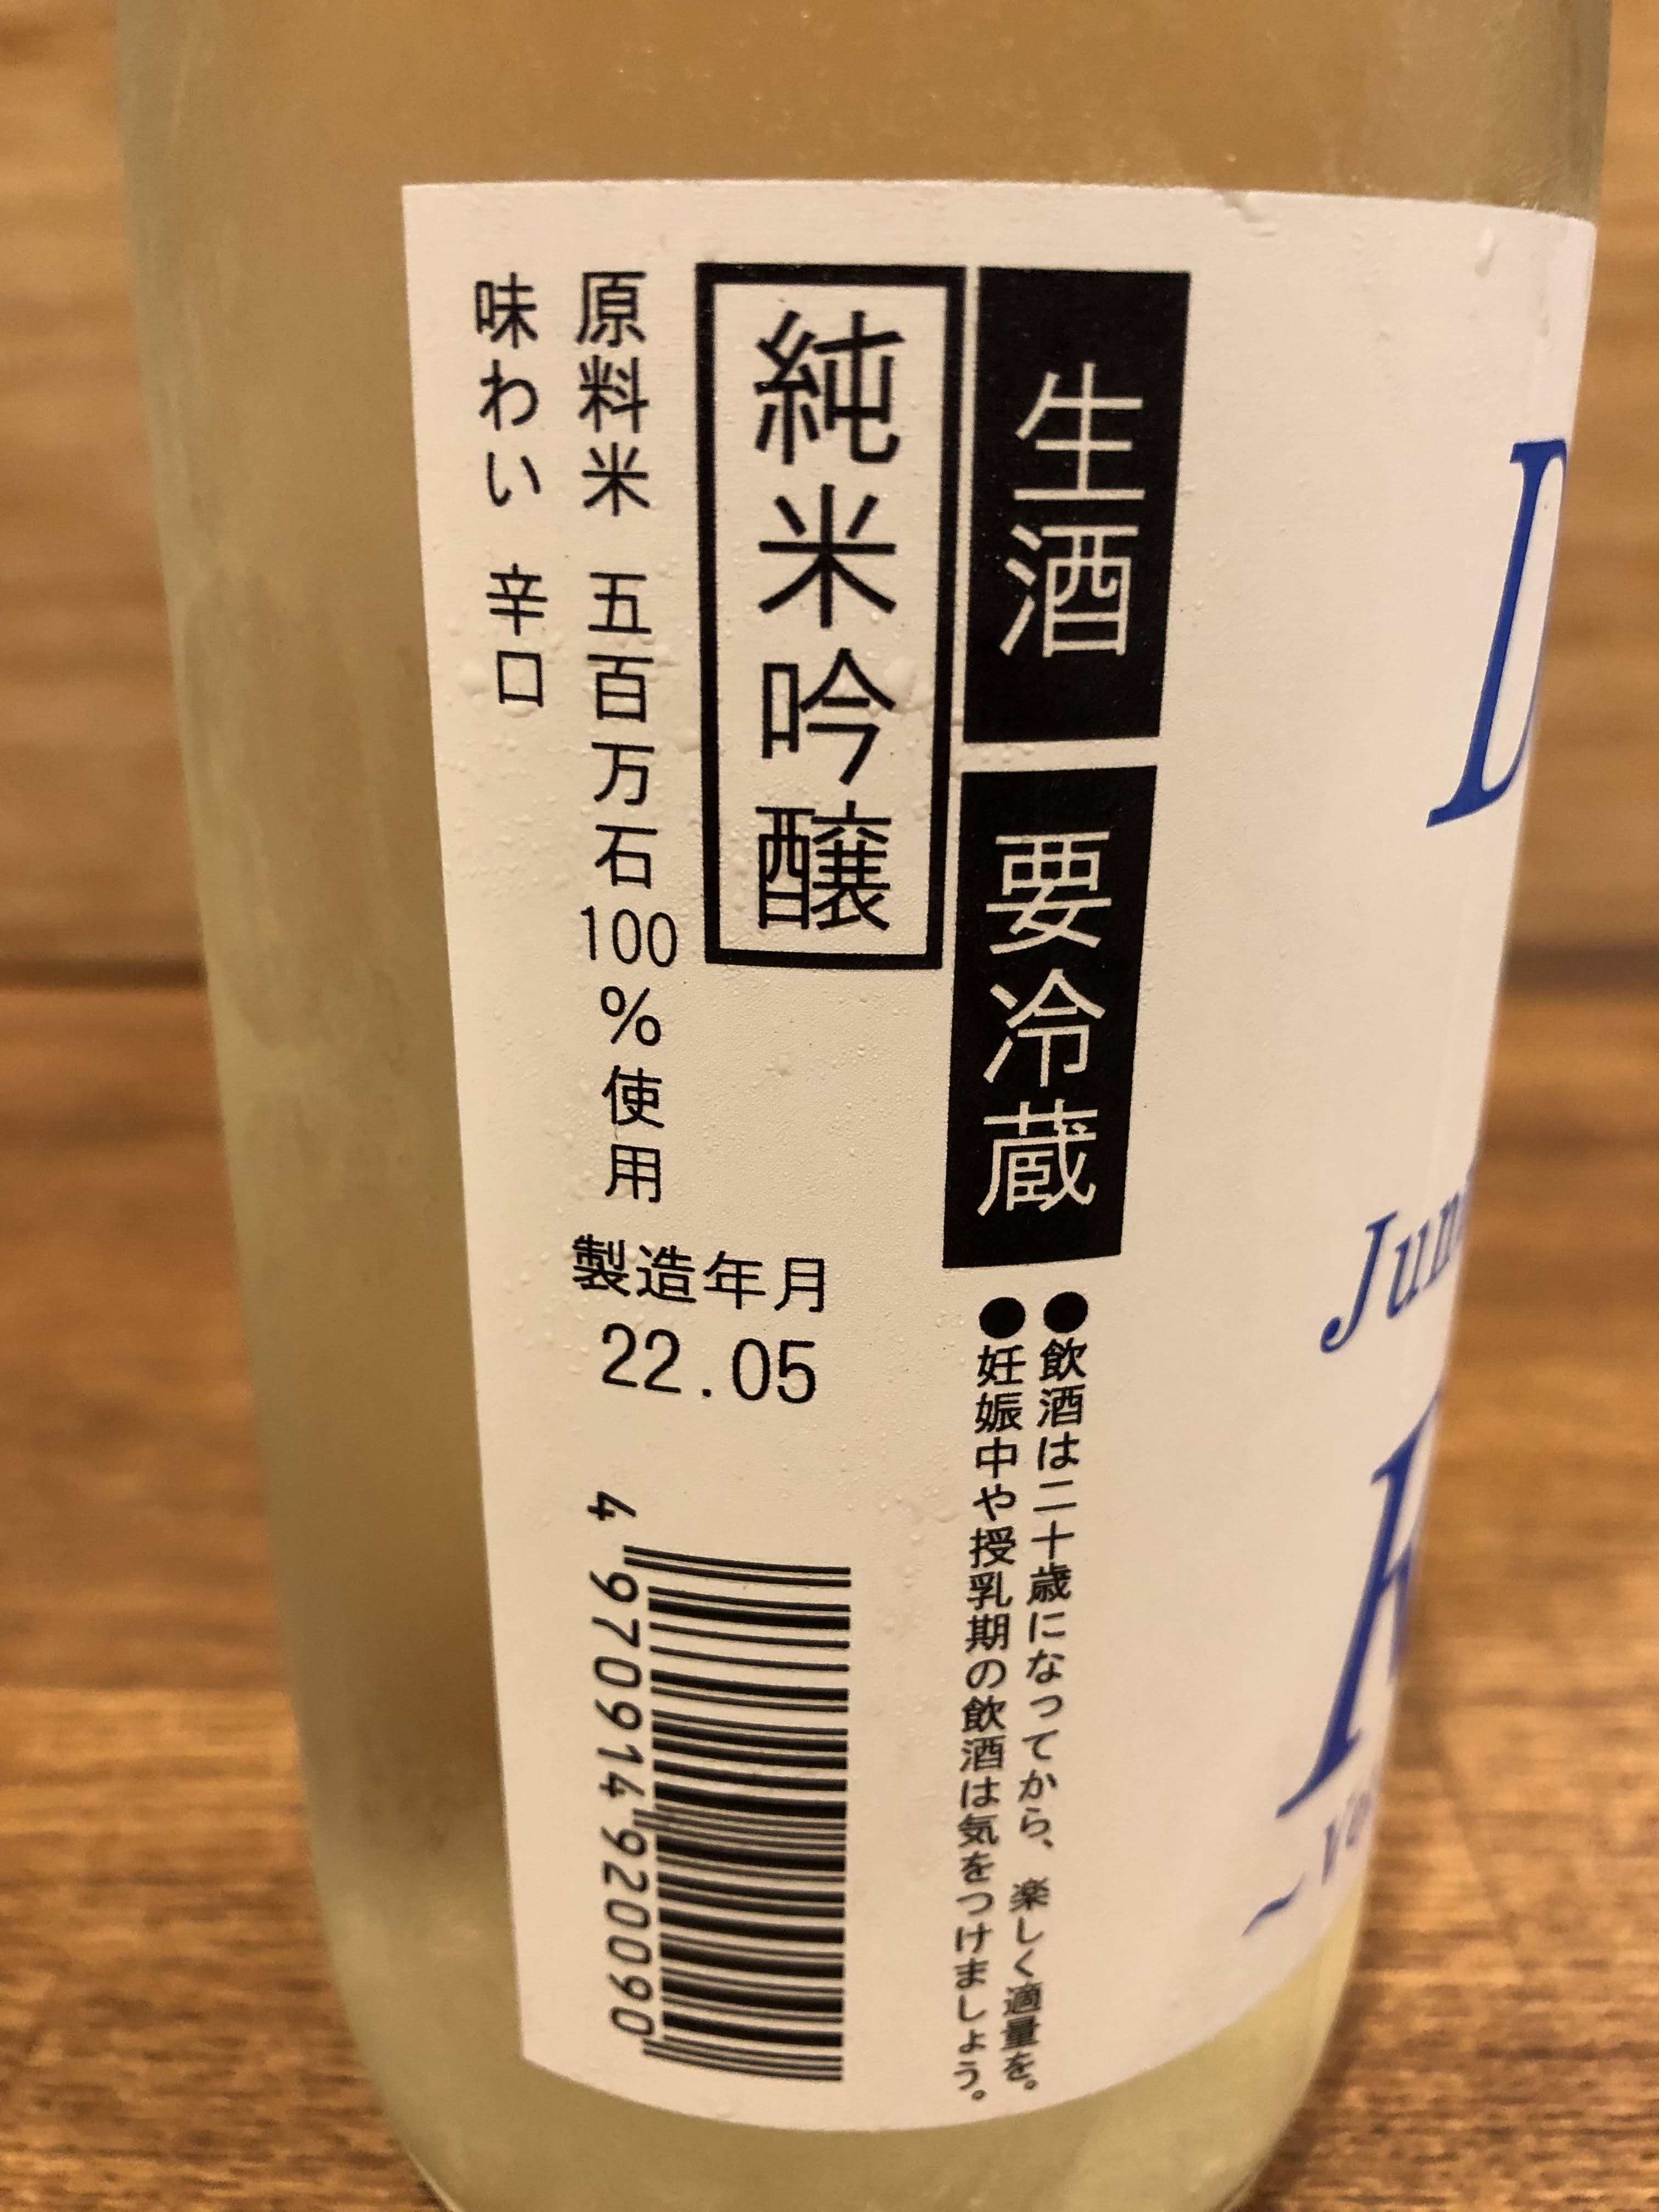 生酒
要冷蔵
●飲酒は二十歳になってから、楽しく適量を。
●妊娠中や授乳期の飲酒は気をつけましょう。
純米吟醸
原料米 五百万石100%使用
味わい 辛口
製造年月
22.05
4 970914 920090